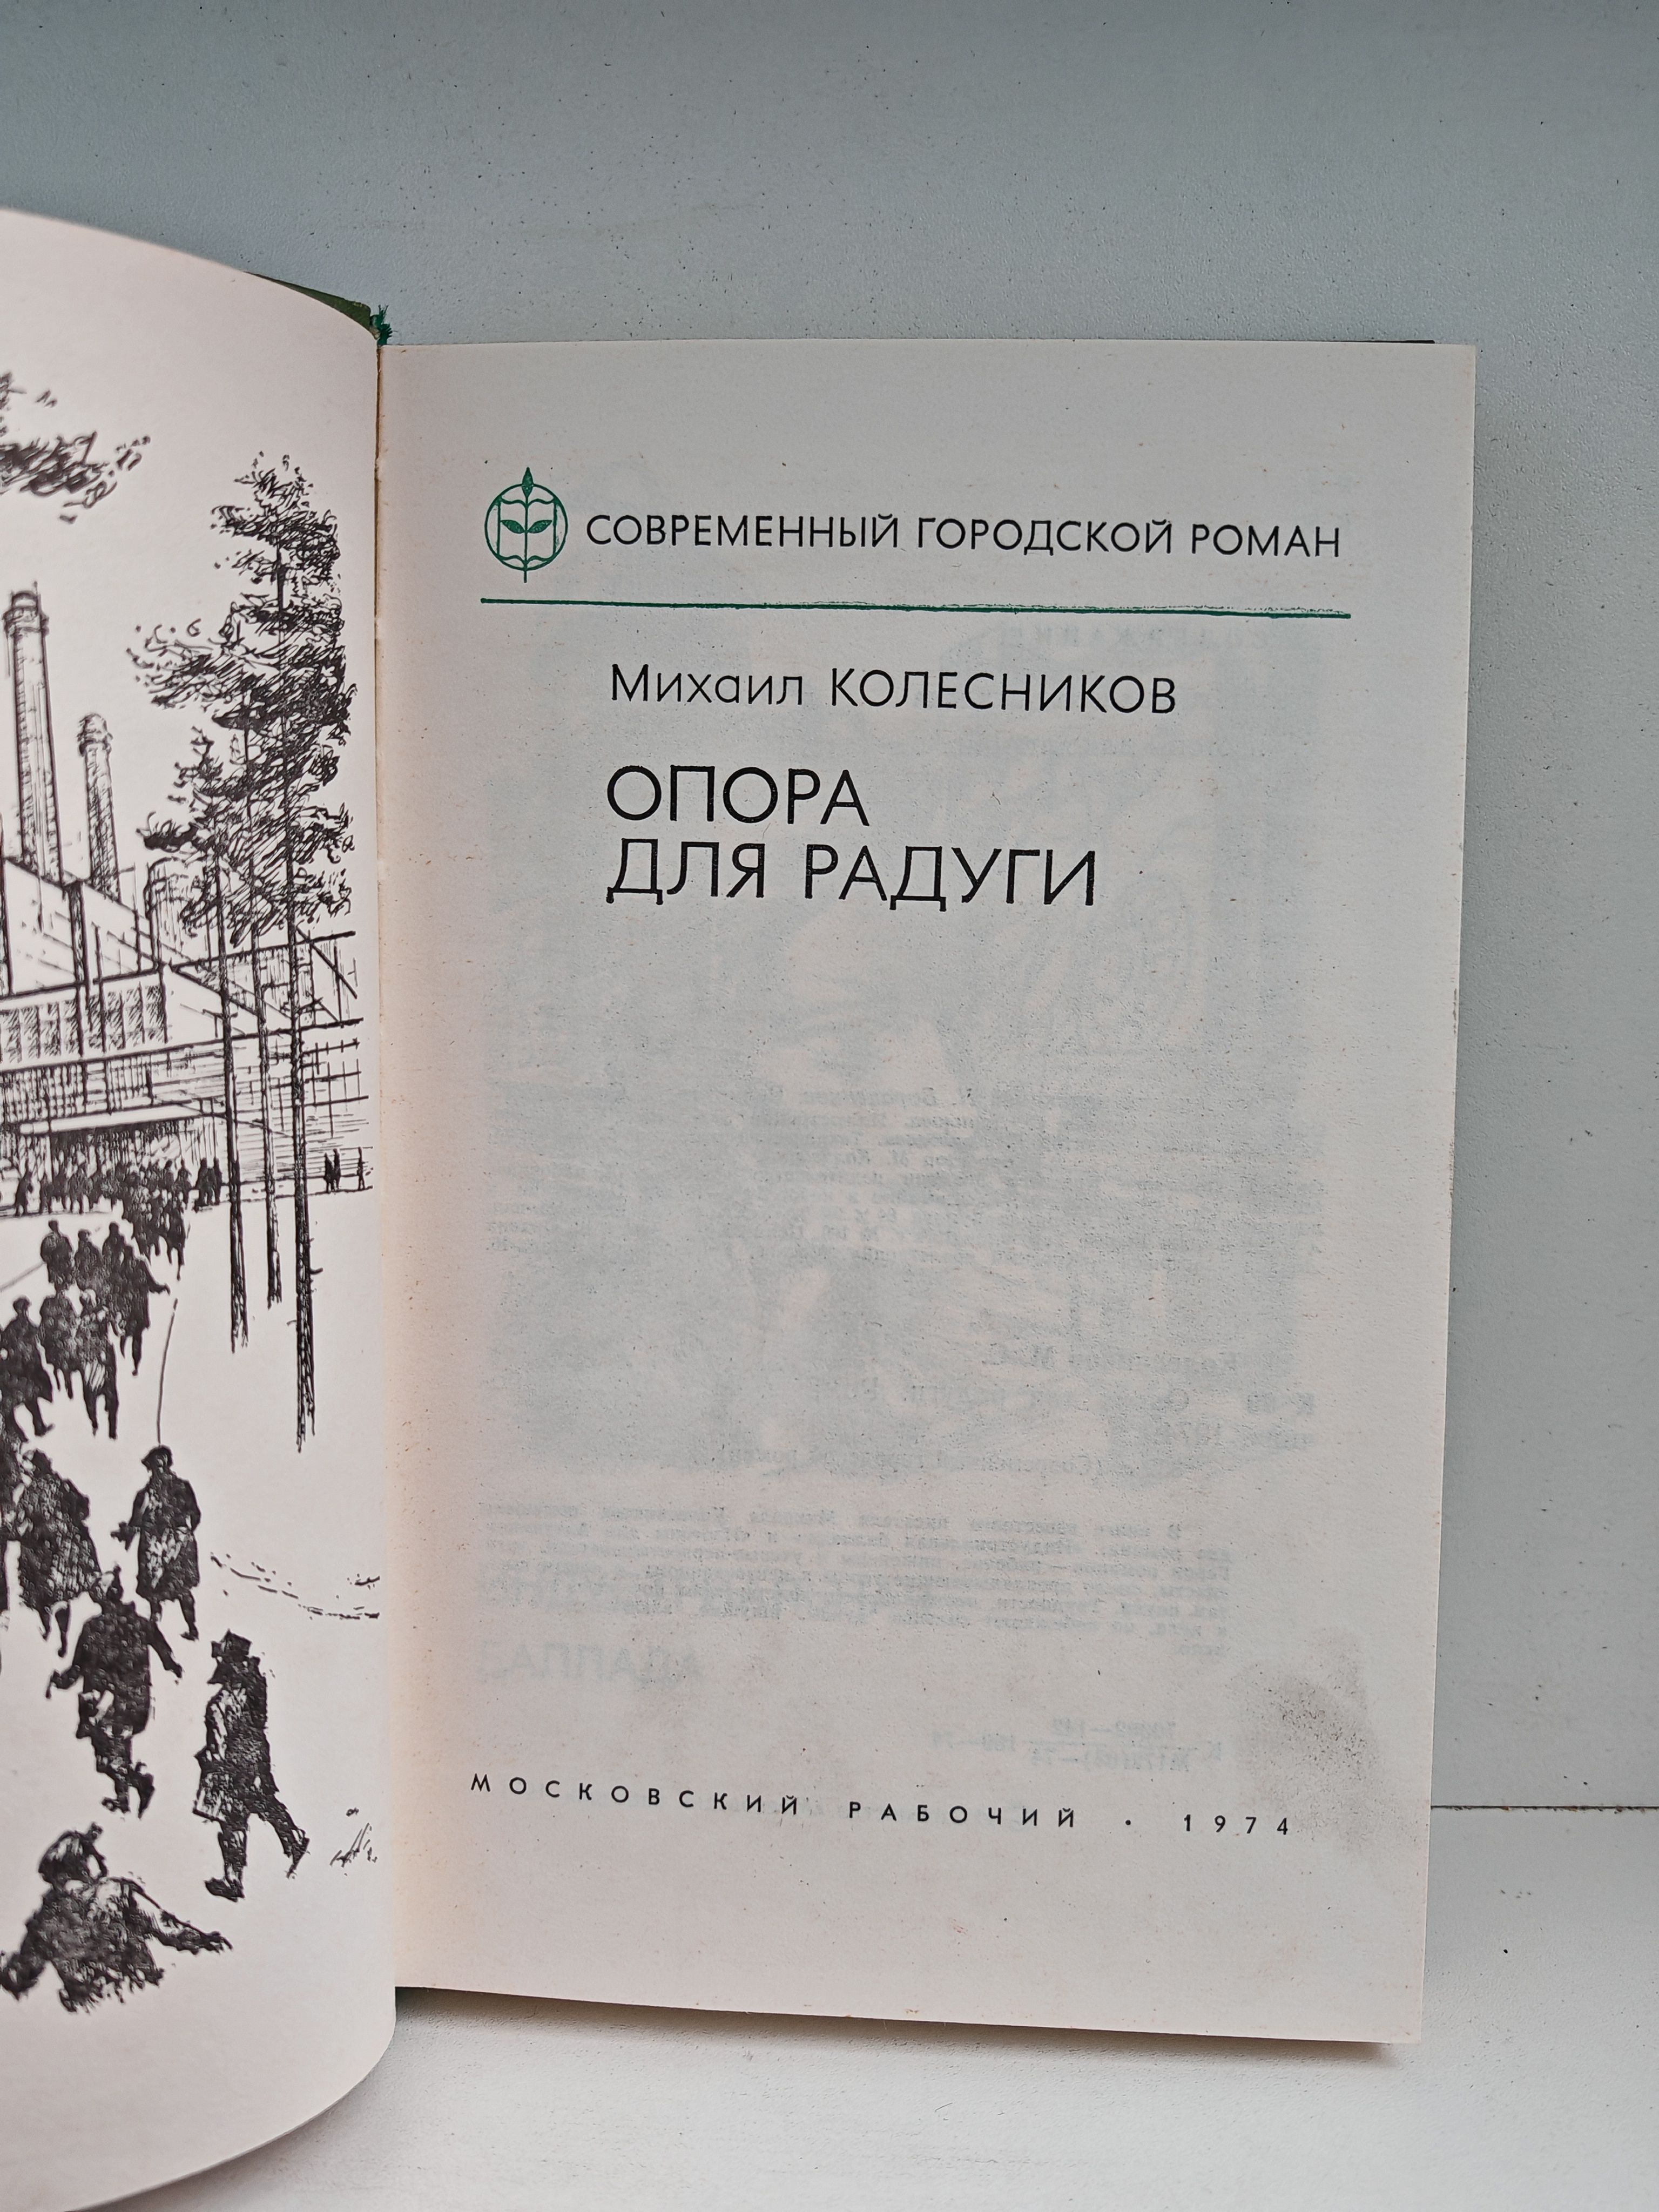 СОВРЕМЕННЫЙ ГОРОДСКОЙ РОМАН
Михаил КОЛЕСНИКОВ
ОПОРА
ДЛЯ РАДУГИ
МОСКОВСКИЙ РАБОЧИЙ · 1974